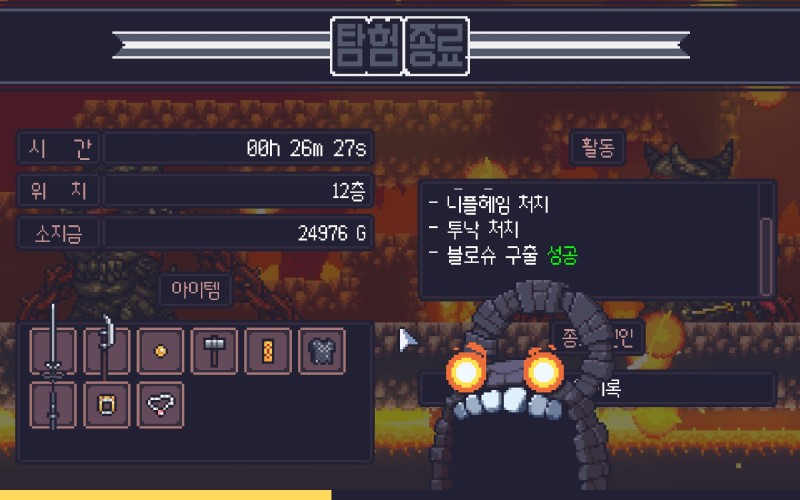 탐험 종료
시 간
00h 26m 27s
위 치
12층
소지금
24976 G
아이템
활동
- 니플헤임 처치
- 투낙 처치
- 블로슈 구출 성공